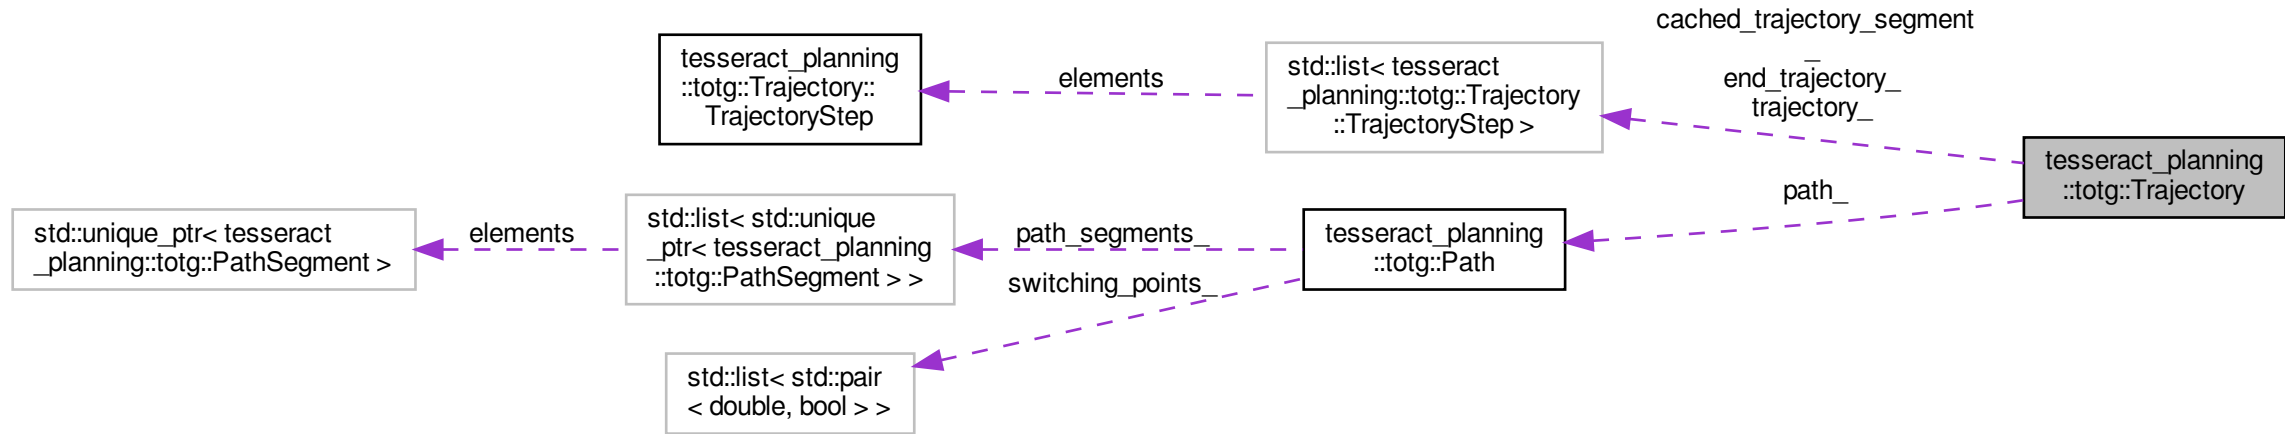 cached_trajectory_segment
_
end_trajectory_
trajectory_
tesseract_planning
::totg::Trajectory::
TrajectoryStep
elements
std::list< tesseract
_planning::totg::Trajectory
::TrajectoryStep >
tesseract_planning
::totg::Trajectory
path_
std::unique_ptr< tesseract
_planning::totg::PathSegment >
elements
std::list< std::unique
_ptr< tesseract_planning
::totg::PathSegment > >
path_segments_
switching_points_
tesseract_planning
::totg::Path
std::list< std::pair
< double, bool > >